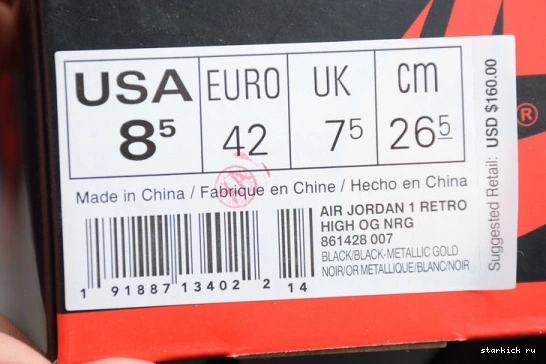 USA EURO UK cm
8⁵ 42 7⁵ 26⁵
Made in China / Fabrique en Chine / Hecho en China
AIR JORDAN 1 RETRO
HIGH OG NRG
861428 007
BLACK/BLACK-METALLIC GOLD
NOIR/OR METALLIQUE/BLANC/NOIR
1 91887 13402 2 14
Suggested Retail: USD $160.00
®
starkick ru